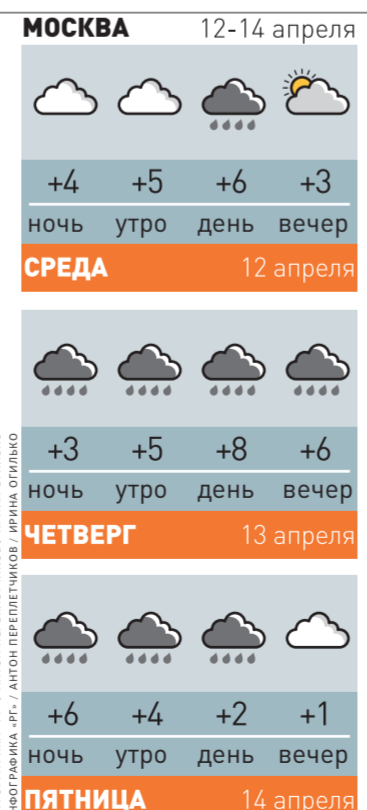 МОСКВА 12-14 апреля
+4 +5 +6 +3
ночь утро день вечер
СРЕДА 12 апреля
+3 +5 +8 +6
ночь утро день вечер
ЧЕТВЕРГ 13 апреля
+6 +4 +2 +1
ночь утро день вечер
ПЯТНИЦА 14 апреля
«РГ» / АНТОН ПЕРЕПЛЕТЧИКОВ / ИРИНА ОГИЛЬКО